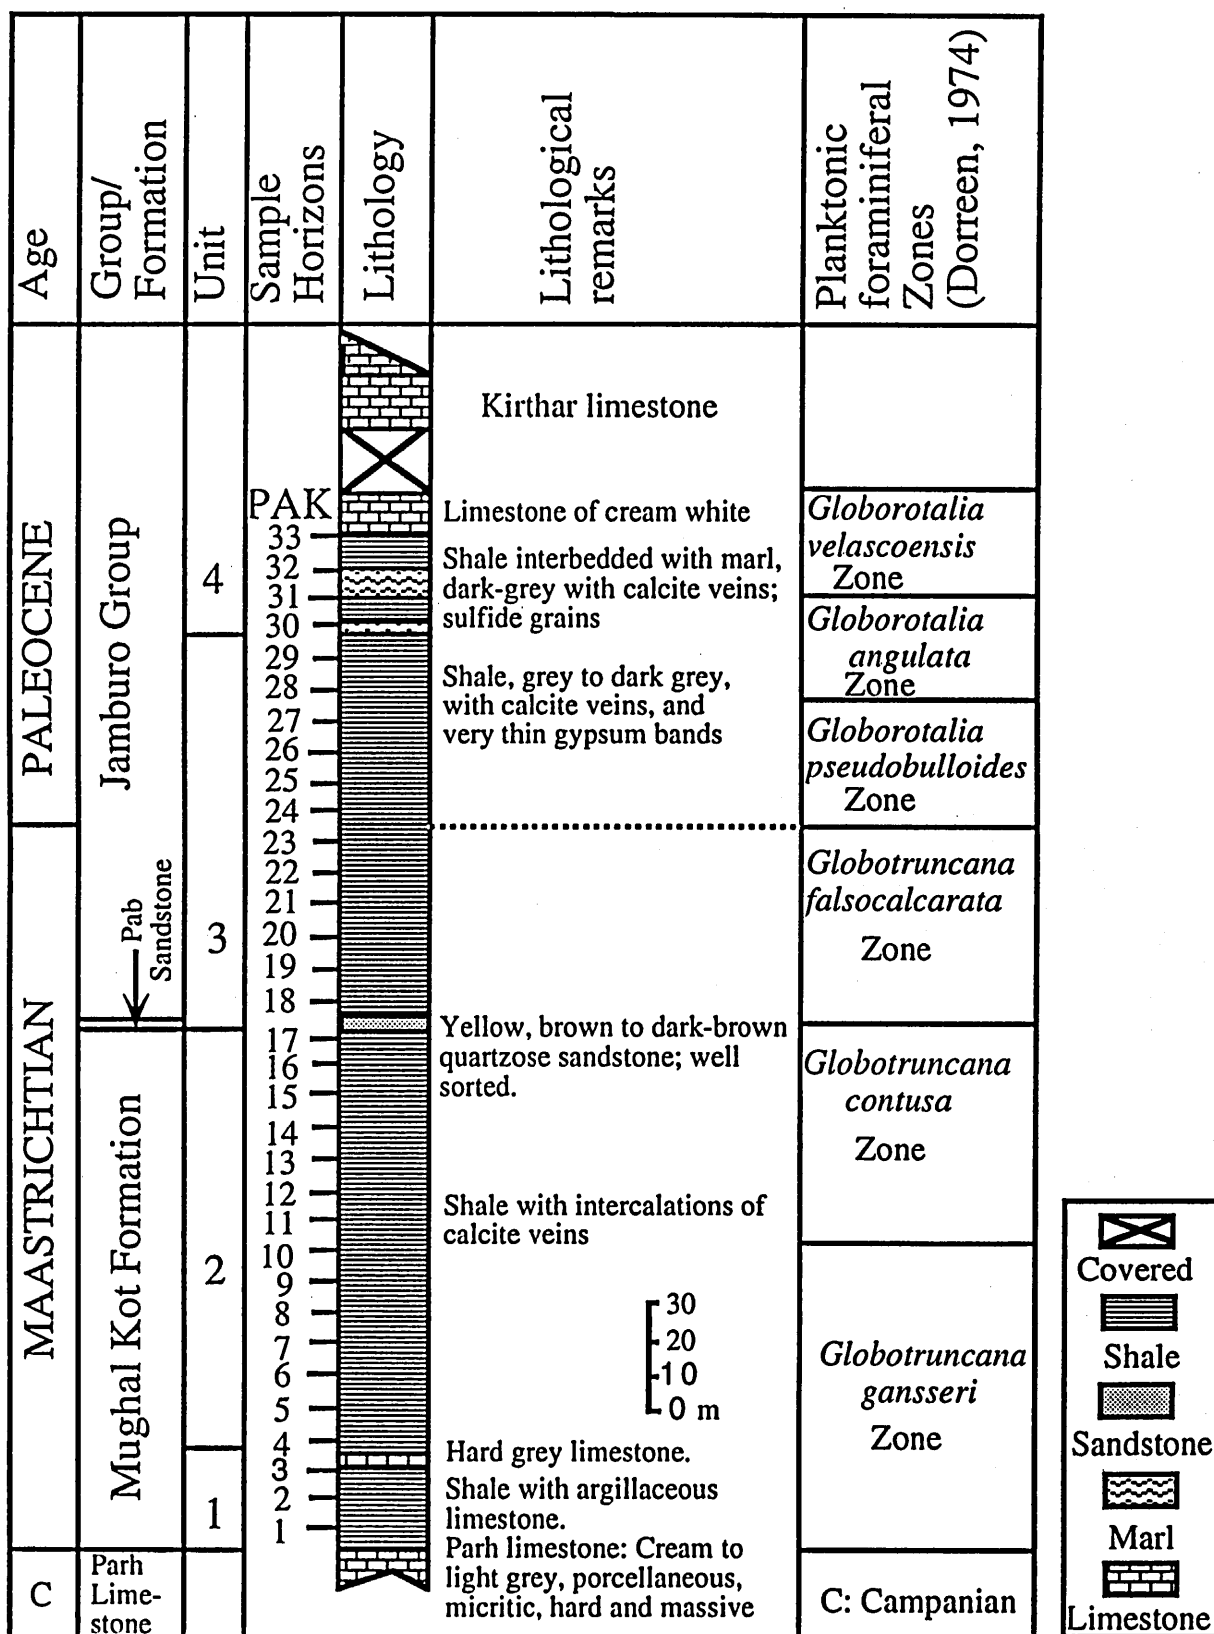 Age
Group/
Formation
Unit
Sample
Horizons
Lithology
Lithological
remarks
Planktonic
foraminiferal
Zones
(Dorreen, 1974)
PALEOCENE
MAASTRICHTIAN
C
Jamburo Group
Pab
Sandstone
Mughal Kot Formation
Parh
Lime-
stone
4
3
2
1
PAK
33
32
31
30
29
28
27
26
25
24
23
22
21
20
19
18
17
16
15
14
13
12
11
10
9
8
7
6
5
4
3
2
1
Kirthar limestone
Limestone of cream white
Shale interbedded with marl,
dark-grey with calcite veins;
sulfide grains
Shale, grey to dark grey,
with calcite veins, and
very thin gypsum bands
Yellow, brown to dark-brown
quartzose sandstone; well
sorted.
Shale with intercalations of
calcite veins
30
20
10
0 m
Hard grey limestone.
Shale with argillaceous
limestone.
Parh limestone: Cream to
light grey, porcellaneous,
micritic, hard and massive
Globorotalia
velascoensis
Zone
Globorotalia
angulata
Zone
Globorotalia
pseudobulloides
Zone
Globotruncana
falsocalcarata
Zone
Globotruncana
contusa
Zone
Globotruncana
gansseri
Zone
C: Campanian
Covered
Shale
Sandstone
Marl
Limestone